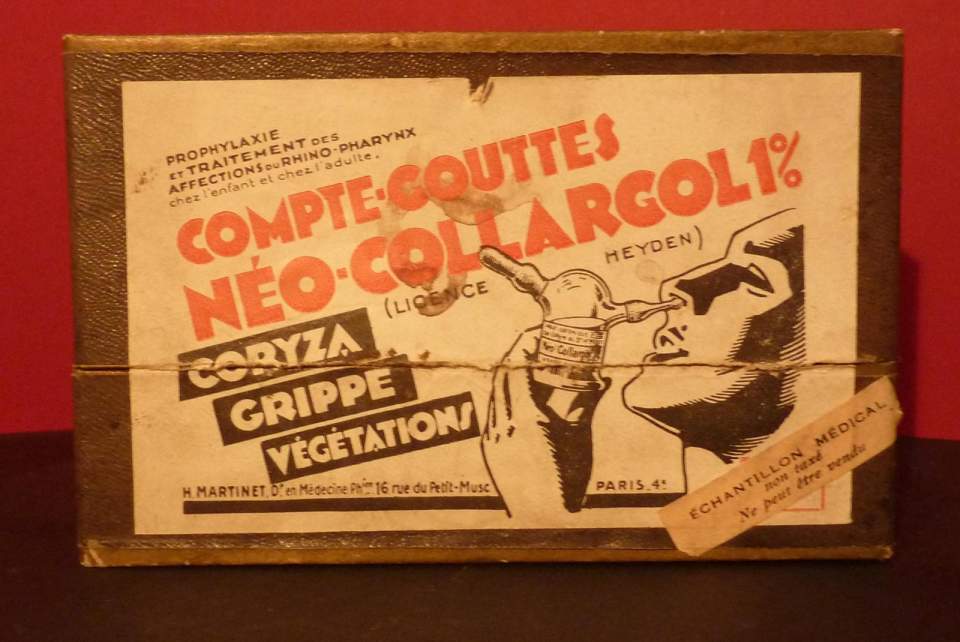 PROPHYLAXIE
ET TRAITEMENT DES
AFFECTIONS DU RHINO-PHARYNX
chez l'enfant et chez l'adulte.
COMPTE-GOUTTES
NÉO-COLLARGOL 1%
(LICENCE HEYDEN)
Néo-Collargol
CORYZA
GRIPPE
VÉGÉTATIONS
H. MARTINET, Dr en Médecine Phien 16 rue du Petit-Musc PARIS_4e
ÉCHANTILLON MÉDICAL
non taxé
Ne peut être vendu